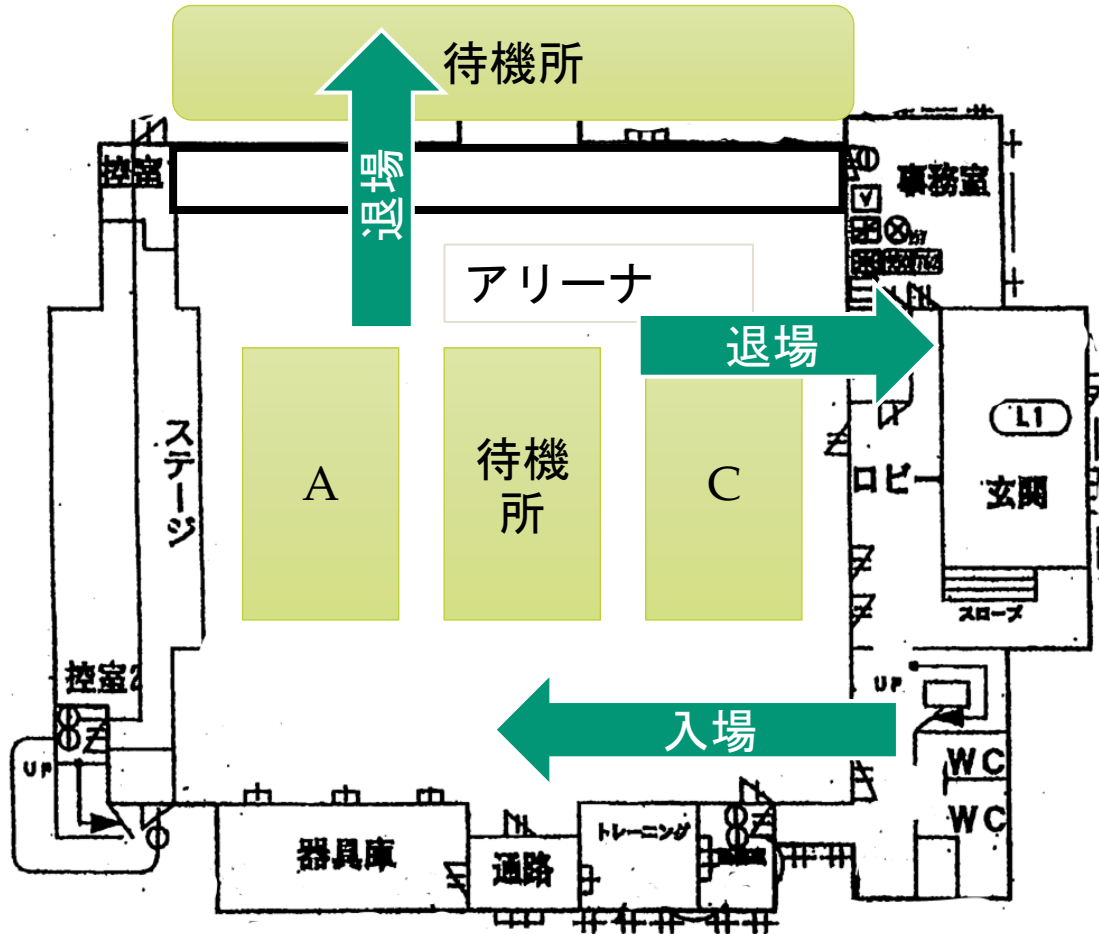 待機所
控室
事務室
退場
アリーナ
退場
ステージ
A
待機
所
C
ロビー
L1
玄関
スロープ
控室2
UP
入場
UP
WC
WC
器具庫
通路
トレーニング